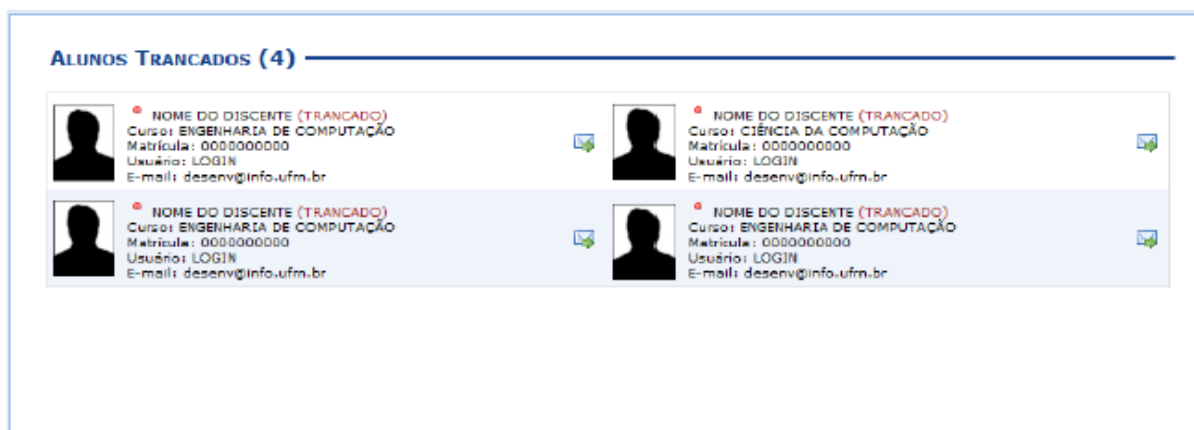 ALUNOS TRANCADOS (4)
NOME DO DISCENTE (TRANCADO)
Curso: ENGENHARIA DE COMPUTAÇÃO
Matrícula: 0000000000
Usuário: LOGIN
E-mail: desenv@info.ufrn.br
NOME DO DISCENTE (TRANCADO)
Curso: CIÊNCIA DA COMPUTAÇÃO
Matrícula: 0000000000
Usuário: LOGIN
E-mail: desenv@info.ufrn.br
NOME DO DISCENTE (TRANCADO)
Curso: ENGENHARIA DE COMPUTAÇÃO
Matrícula: 0000000000
Usuário: LOGIN
E-mail: desenv@info.ufrn.br
NOME DO DISCENTE (TRANCADO)
Curso: ENGENHARIA DE COMPUTAÇÃO
Matrícula: 0000000000
Usuário: LOGIN
E-mail: desenv@info.ufrn.br